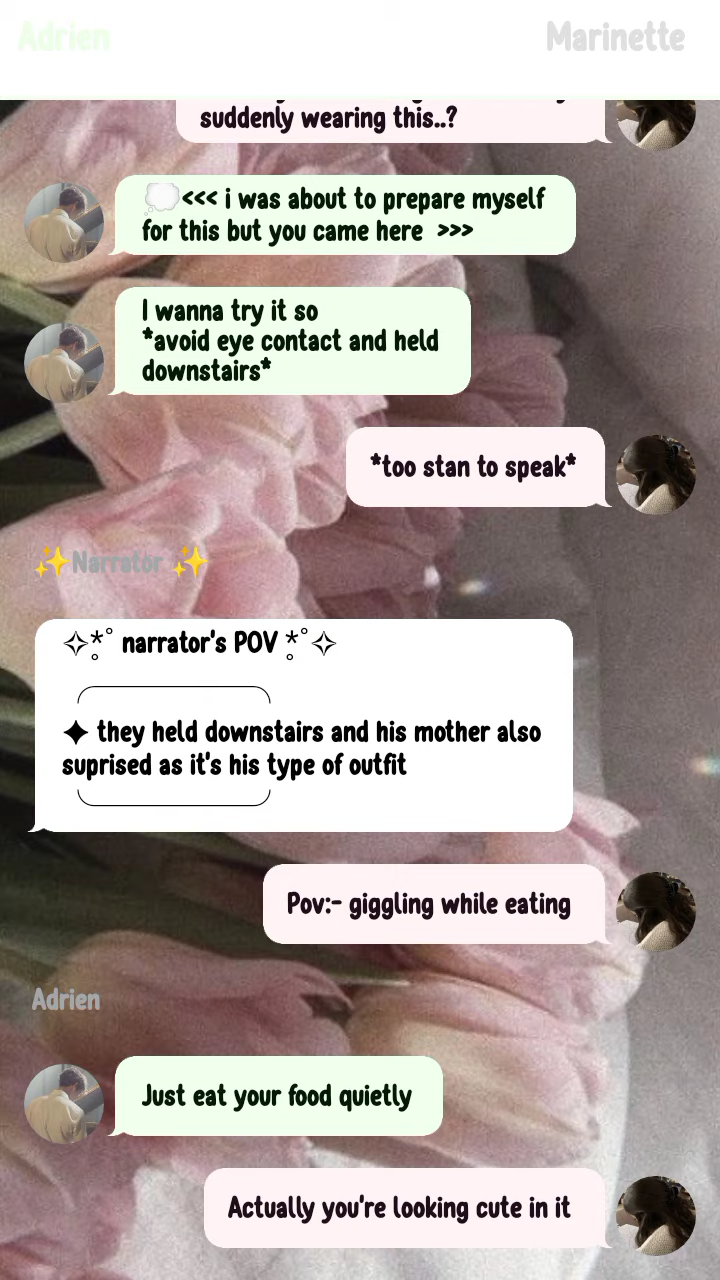 Adrien
Marinette
suddenly wearing this..?
💭<<< i was about to prepare myself
for this but you came here >>>
I wanna try it so
*avoid eye contact and held
downstairs*
*too stan to speak*
✨Narrator ✨
✧*̥˚ narrator's POV *̥˚✧
✦ they held downstairs and his mother also
suprised as it's his type of outfit
Pov:- giggling while eating
Adrien
Just eat your food quietly
Actually you're looking cute in it